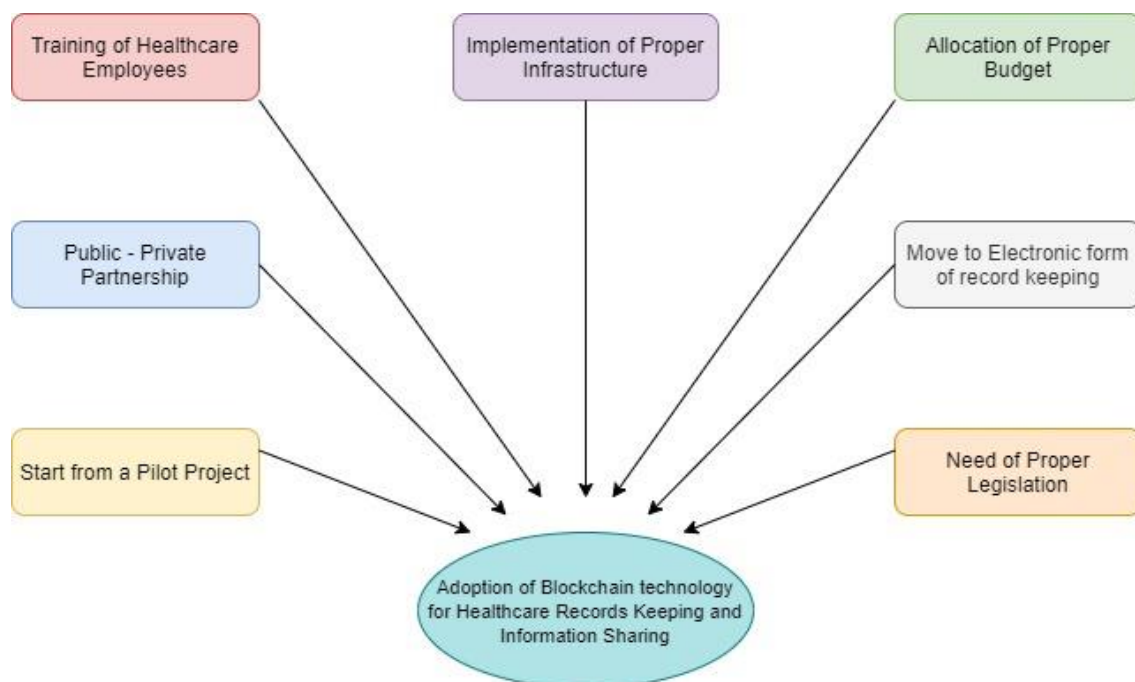 Training of Healthcare
Employees
Implementation of Proper
Infrastructure
Allocation of Proper
Budget
Public - Private
Partnership
Move to Electronic form
of record keeping
Start from a Pilot Project
Need of Proper
Legislation
Adoption of Blockchain technology
for Healthcare Records Keeping and
Information Sharing